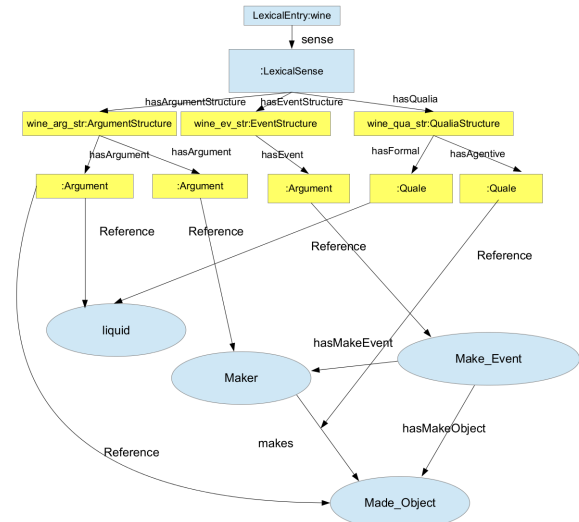 LexicalEntry:wine
sense
:LexicalSense
hasArgumentStructure
hasEventStructure
hasQualia
wine_arg_str:ArgumentStructure
wine_ev_str:EventStructure
wine_qua_str:QualiaStructure
hasArgument
hasArgument
hasEvent
hasFormal
hasAgentive
:Argument
:Argument
:Argument
:Quale
:Quale
Reference
Reference
Reference
Reference
liquid
hasMakeEvent
Make_Event
Maker
hasMakeObject
makes
Reference
Made_Object